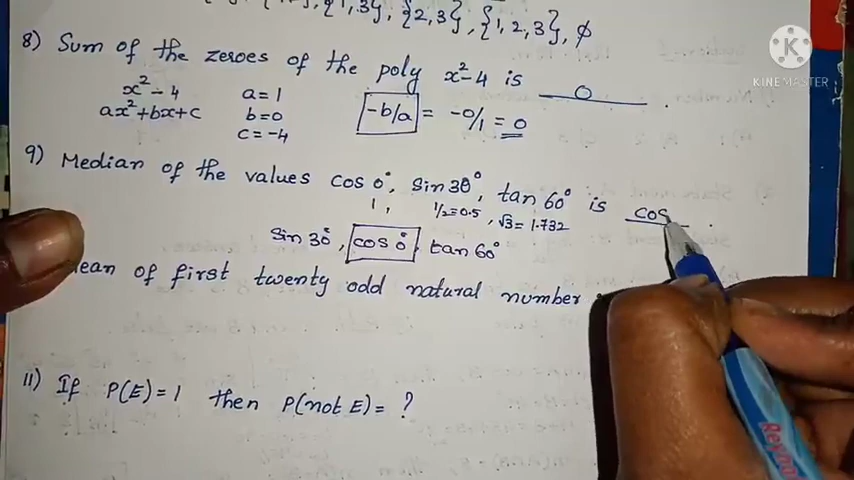 {1,3}, {2,3}, {1,2,3}, ϕ
8) Sum of the zeroes of the poly x²-4 is 0.
x²-4 a=1
ax²+bx+c b=0 -b/a = -0/1 = 0
c=-4
9) Median of the values cos 0°, sin 30°, tan 60° is cos .
1, 1/2=0.5, √3=1.732
sin 30°, cos 0°, tan 60°
of first twenty odd natural number
11) If P(E)=1 then P(not E)= ?
KINEMASTER
Reyno